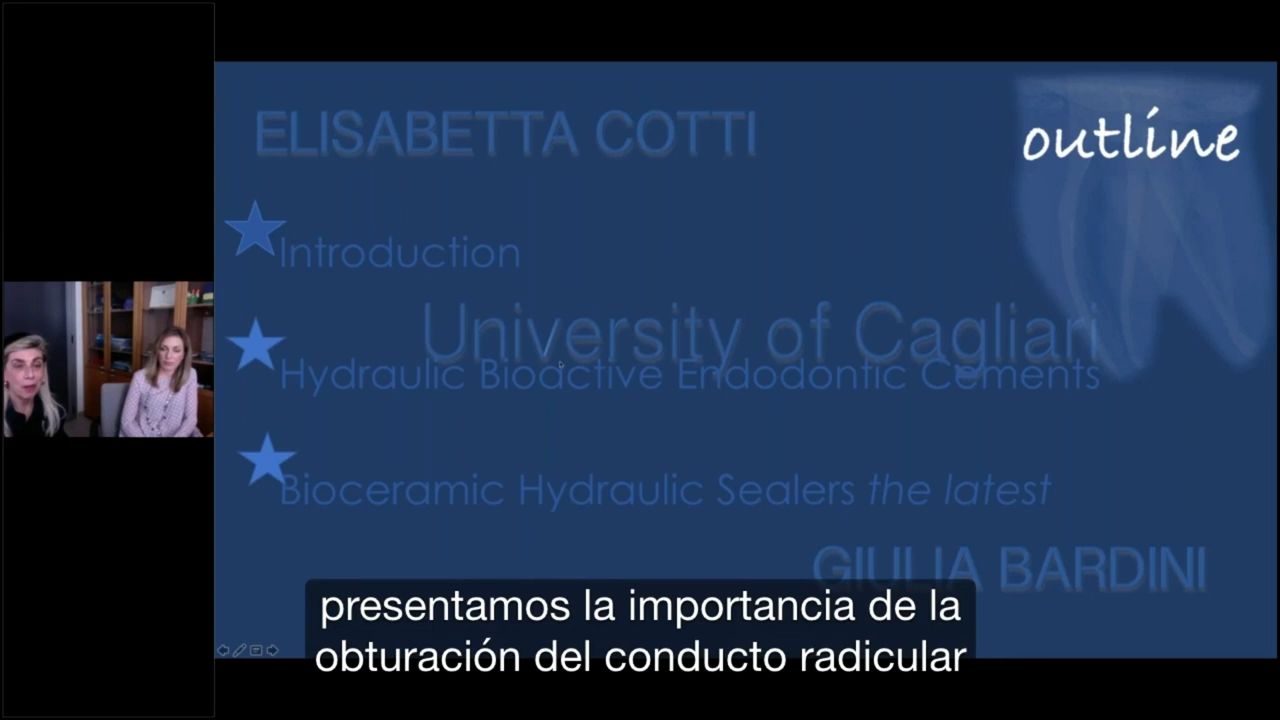 ELISABETTA COTTI
outline
Introduction
University of Cagliari
Hydraulic Bioactive Endodontic Cements
Bioceramic Hydraulic Sealers the latest
GIULIA BARDINI
presentamos la importancia de la
obturación del conducto radicular